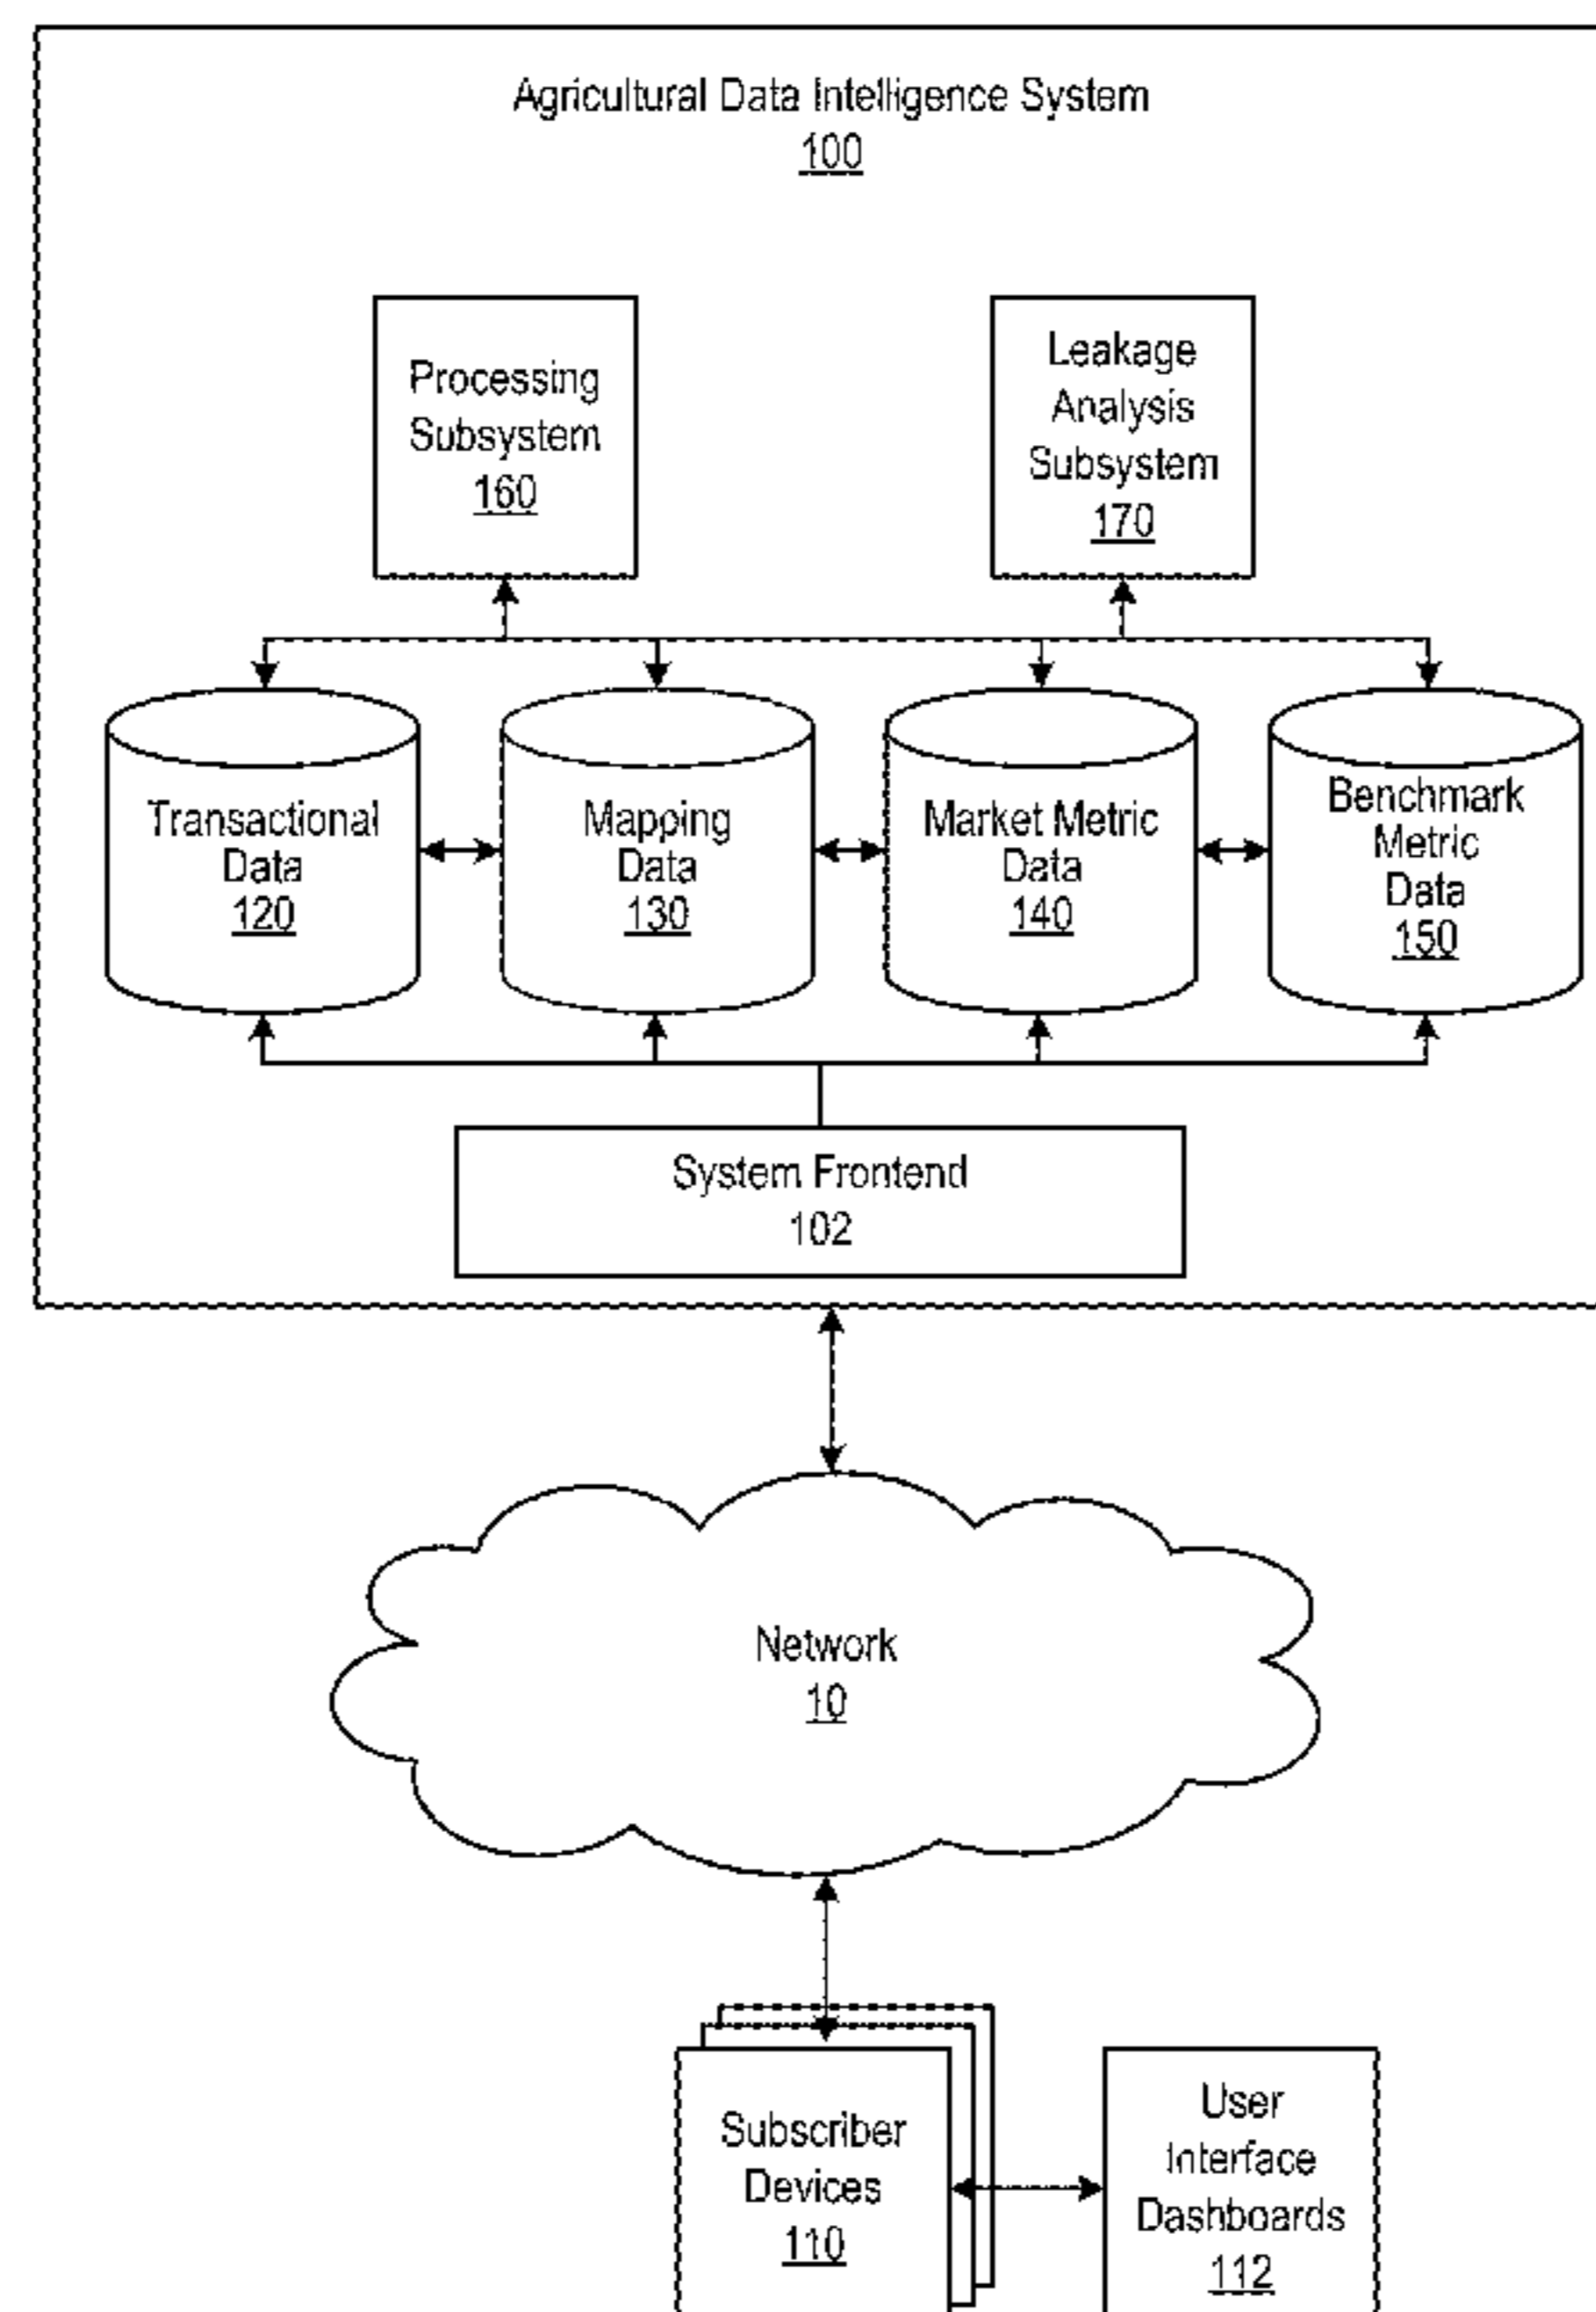 Agricultural Data Intelligence System
100
Processing
Subsystem
160
Leakage
Analysis
Subsystem
170
Transactional
Data
120
Mapping
Data
130
Market Metric
Data
140
Benchmark
Metric
Data
150
System Frontend
102
Network
10
Subscriber
Devices
110
User
Interface
Dashboards
112